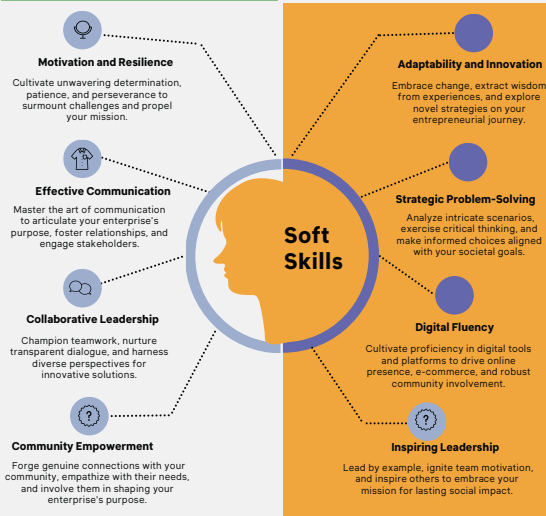 Motivation and Resilience
Cultivate unwavering determination,
patience, and perseverance to
surmount challenges and propel
your mission.
Effective Communication
Master the art of communication
to articulate your enterprise's
purpose, foster relationships, and
engage stakeholders.
Collaborative Leadership
Champion teamwork, nurture
transparent dialogue, and harness
diverse perspectives for
innovative solutions.
?
Community Empowerment
Forge genuine connections with your
community, empathize with their needs,
and involve them in shaping your
enterprise's purpose.
Soft
Skills
Adaptability and Innovation
Embrace change, extract wisdom
from experiences, and explore
novel strategies on your
entrepreneurial journey.
Strategic Problem-Solving
Analyze intricate scenarios,
exercise critical thinking, and
make informed choices aligned
with your societal goals.
Digital Fluency
Cultivate proficiency in digital tools
and platforms to drive online
presence, e-commerce, and robust
community involvement.
?
Inspiring Leadership
Lead by example, ignite team motivation,
and inspire others to embrace your
mission for lasting social impact.